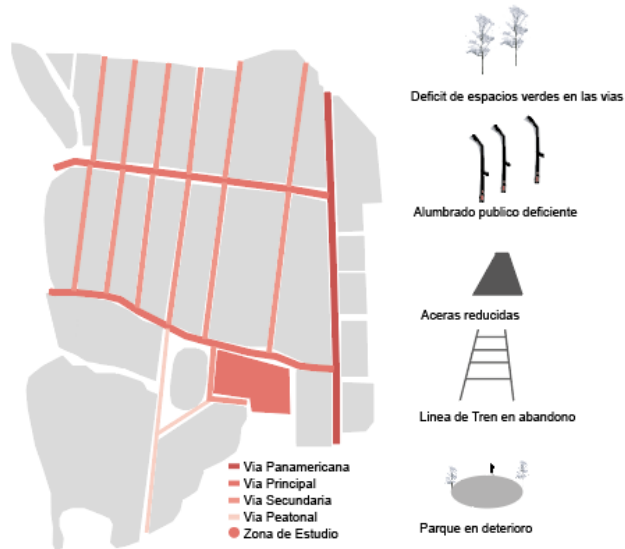 Deficit de espacios verdes en las vias
Alumbrado publico deficiente
Aceras reducidas
Linea de Tren en abandono
Via Panamericana
Via Principal
Via Secundaria
Via Peatonal
Zona de Estudio
Parque en deterioro